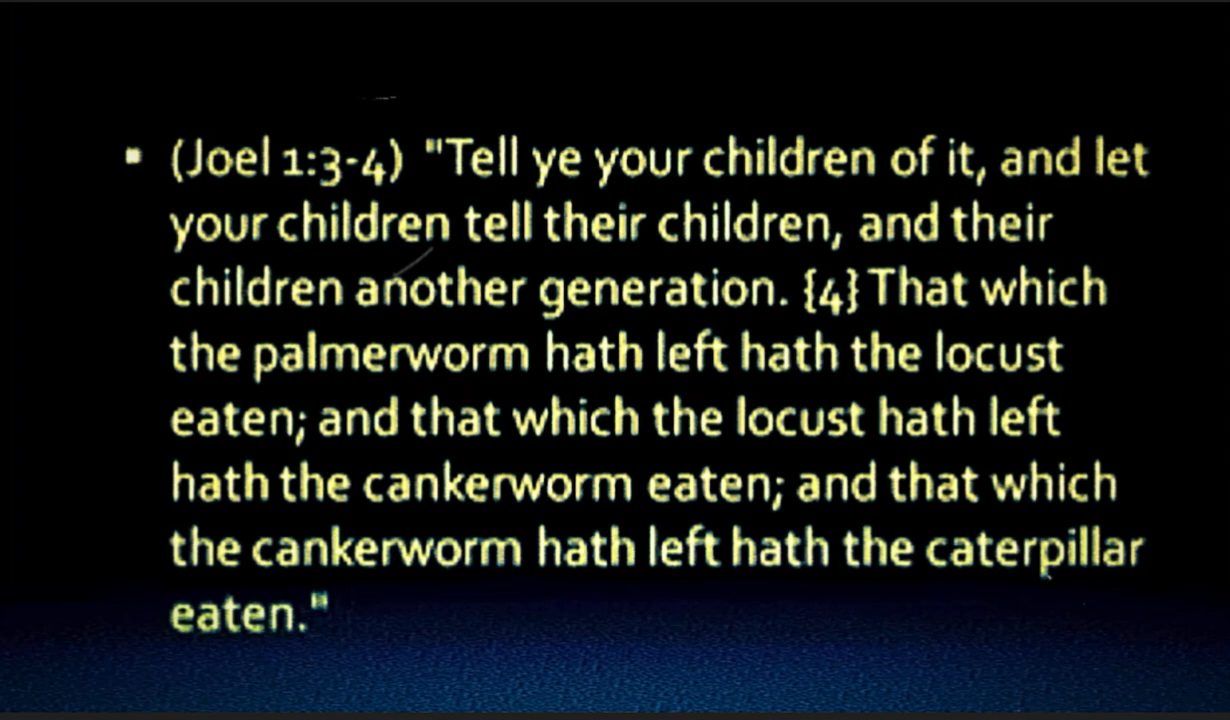 ▪ (Joel 1:3-4) "Tell ye your children of it, and let
your children tell their children, and their
children another generation. {4} That which
the palmerworm hath left hath the locust
eaten; and that which the locust hath left
hath the cankerworm eaten; and that which
the cankerworm hath left hath the caterpillar
eaten."